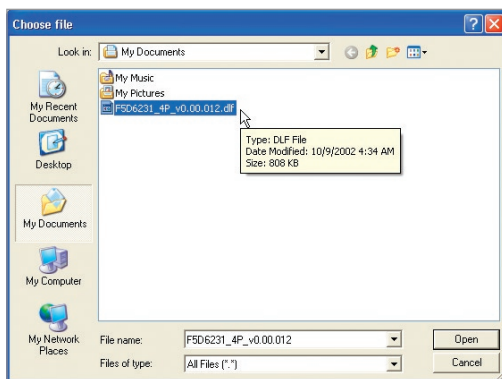 Choose file
Look in: My Documents
My Recent
Documents
Desktop
My Documents
My Computer
My Network
Places
My Music
My Pictures
F5D6231_4P_v0.00.012.dlf
Type: DLF File
Date Modified: 10/9/2002 4:34 AM
Size: 808 KB
File name: F5D6231_4P_v0.00.012 Open
Files of type: All Files (*.*) Cancel